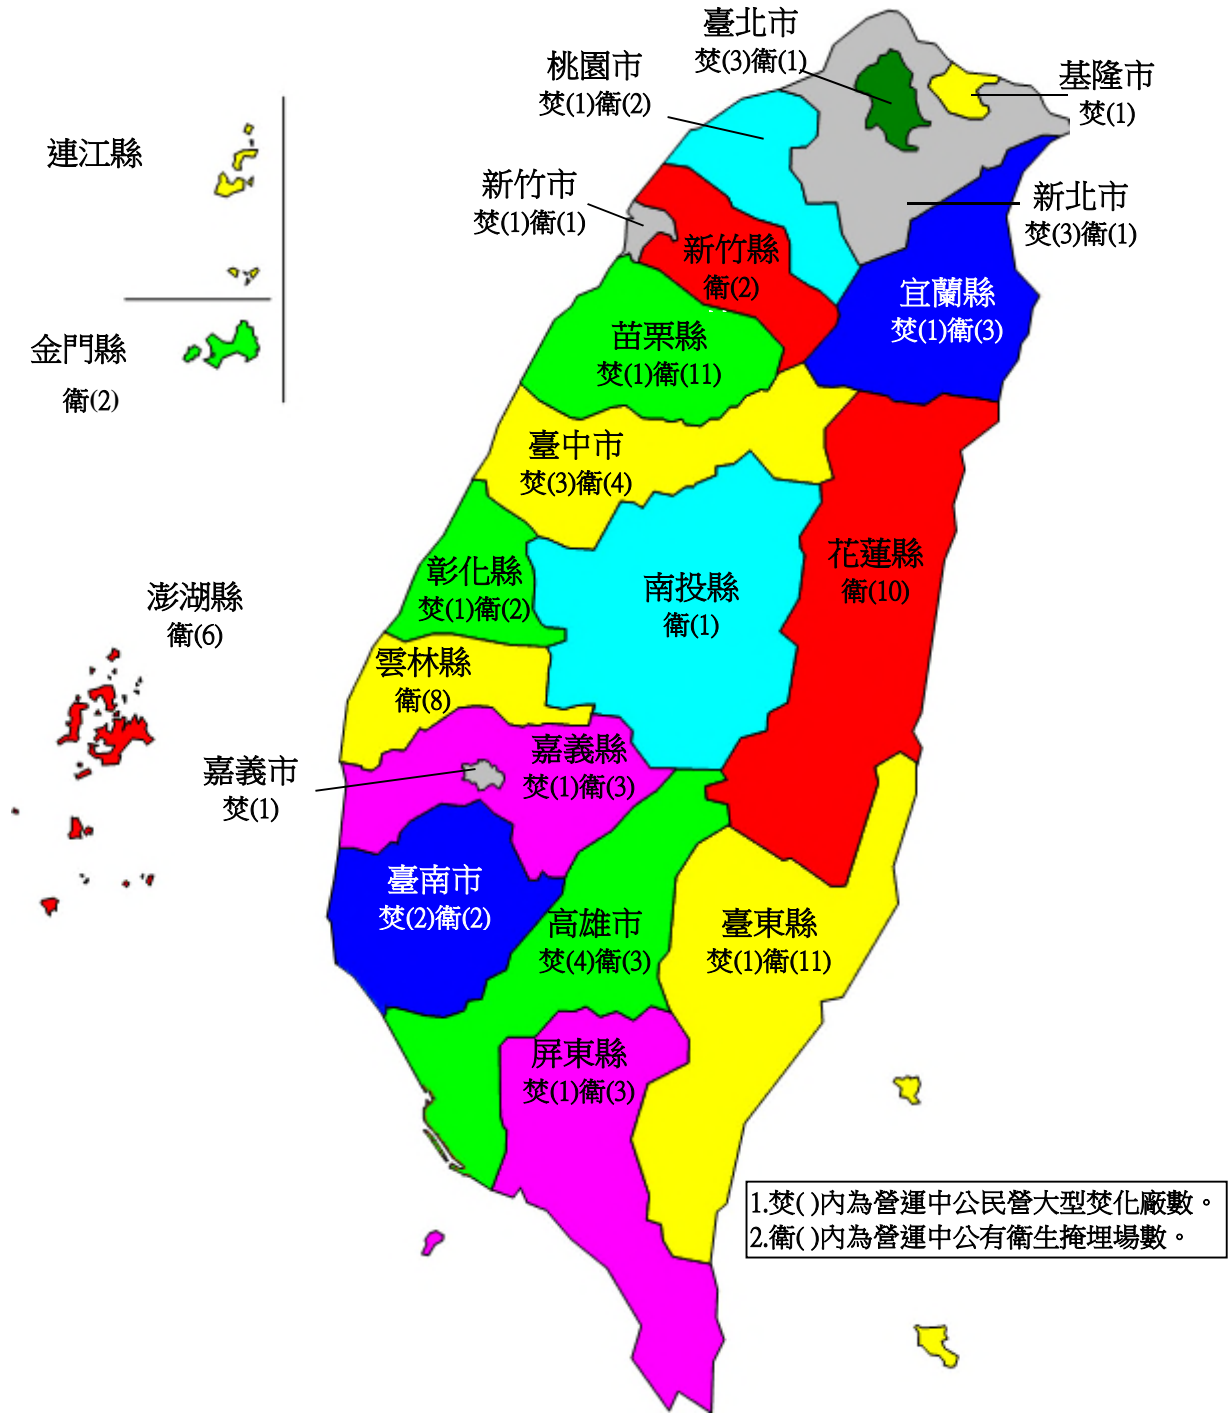 臺北市
焚(3)衛(1)
桃園市
焚(1)衛(2)
基隆市
焚(1)
連江縣
新竹市
焚(1)衛(1)
新北市
焚(3)衛(1)
新竹縣
衛(2)
宜蘭縣
焚(1)衛(3)
金門縣
衛(2)
苗栗縣
焚(1)衛(11)
臺中市
焚(3)衛(4)
花蓮縣
衛(10)
彰化縣
焚(1)衛(2)
南投縣
衛(1)
澎湖縣
衛(6)
雲林縣
衛(8)
嘉義縣
焚(1)衛(3)
嘉義市
焚(1)
臺南市
焚(2)衛(2)
高雄市
焚(4)衛(3)
臺東縣
焚(1)衛(11)
屏東縣
焚(1)衛(3)
1.焚( )內為營運中公民營大型焚化廠數。
2.衛( )內為營運中公有衛生掩埋場數。